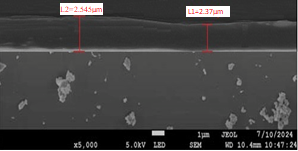 L2=2.545μm
L1=2.37μm
1μm JEOL 7/10/2024
x5,000 5.0kV LED SEM WD 10.4mm 10:47:24